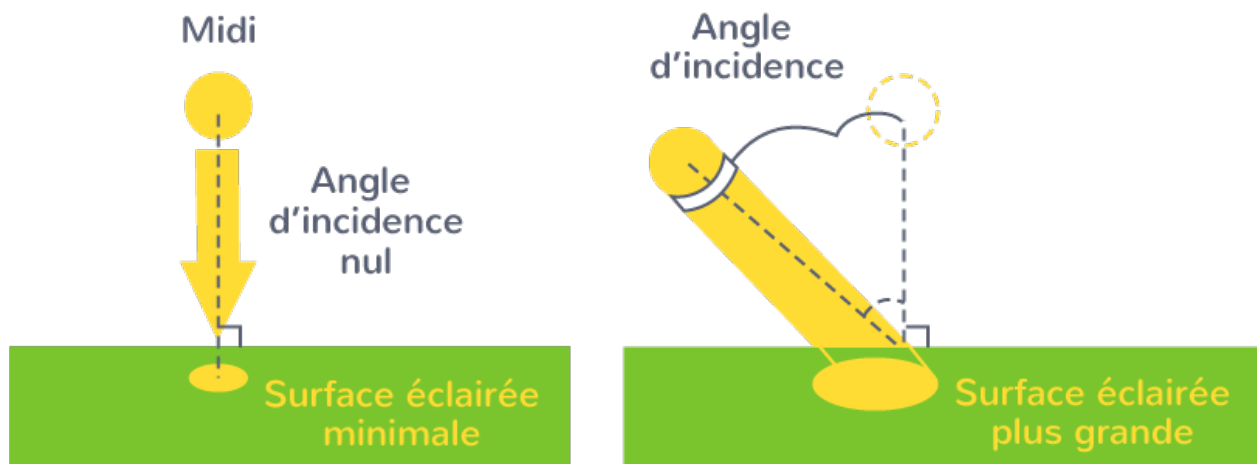 Midi
Angle
d'incidence
nul
Surface éclairée
minimale
Angle
d'incidence
Surface éclairée
plus grande